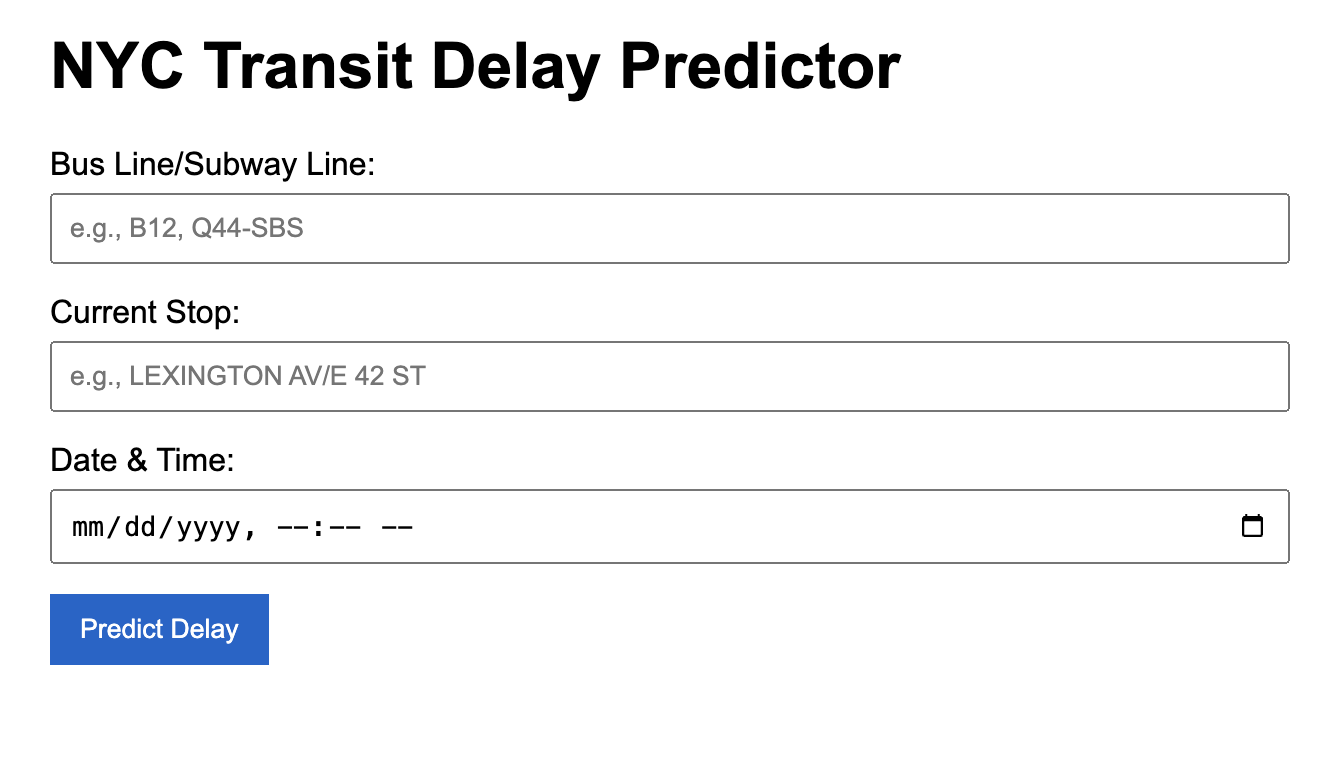 NYC Transit Delay Predictor
Bus Line/Subway Line:
e.g., B12, Q44-SBS
Current Stop:
e.g., LEXINGTON AV/E 42 ST
Date & Time:
mm/dd/yyyy, --:-- --
Predict Delay